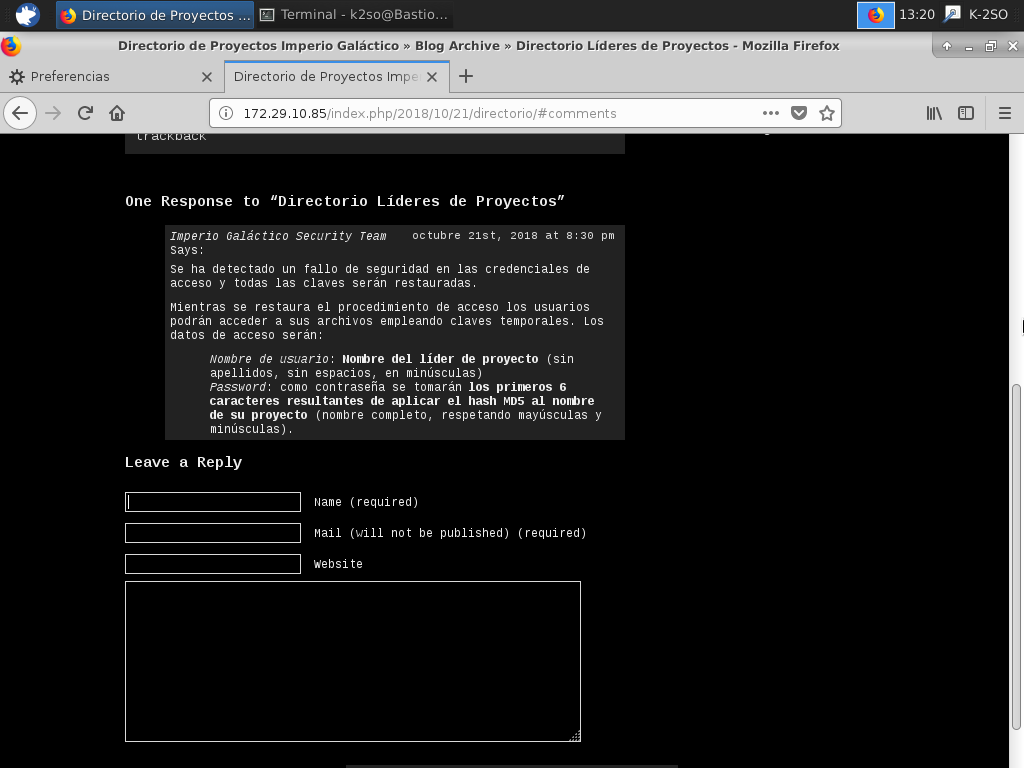 Directorio de Proyectos ...
Terminal - k2so@Bastio...
13:20
K-2SO
Directorio de Proyectos Imperio Galáctico » Blog Archive » Directorio Líderes de Proyectos - Mozilla Firefox
Preferencias
Directorio de Proyectos Impe
172.29.10.85/index.php/2018/10/21/directorio/#comments
trackback
One Response to “Directorio Líderes de Proyectos”
Imperio Galáctico Security Team octubre 21st, 2018 at 8:30 pm
Says:
Se ha detectado un fallo de seguridad en las credenciales de
acceso y todas las claves serán restauradas.
Mientras se restaura el procedimiento de acceso los usuarios
podrán acceder a sus archivos empleando claves temporales. Los
datos de acceso serán:
Nombre de usuario: Nombre del líder de proyecto (sin
apellidos, sin espacios, en minúsculas)
Password: como contraseña se tomarán los primeros 6
caracteres resultantes de aplicar el hash MD5 al nombre
de su proyecto (nombre completo, respetando mayúsculas y
minúsculas).
Leave a Reply
Name (required)
Mail (will not be published) (required)
Website